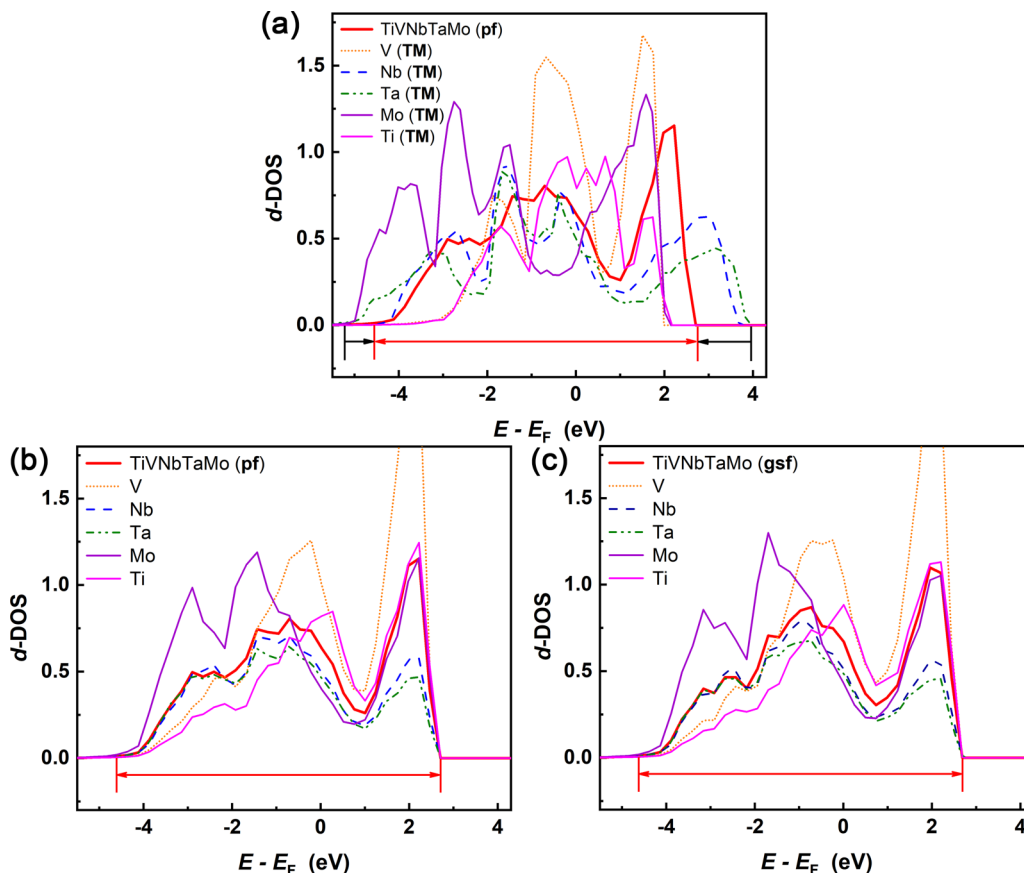 (a)
TiVNbTaMo (pf)
V (TM)
Nb (TM)
Ta (TM)
Mo (TM)
Ti (TM)
d-DOS
1.5
1.0
0.5
0.0
-4
-2
0
2
4
E - E_F (eV)
(b)
TiVNbTaMo (pf)
V
Nb
Ta
Mo
Ti
d-DOS
1.5
1.0
0.5
0.0
-4
-2
0
2
4
E - E_F (eV)
(c)
TiVNbTaMo (gsf)
V
Nb
Ta
Mo
Ti
d-DOS
1.5
1.0
0.5
0.0
-4
-2
0
2
4
E - E_F (eV)